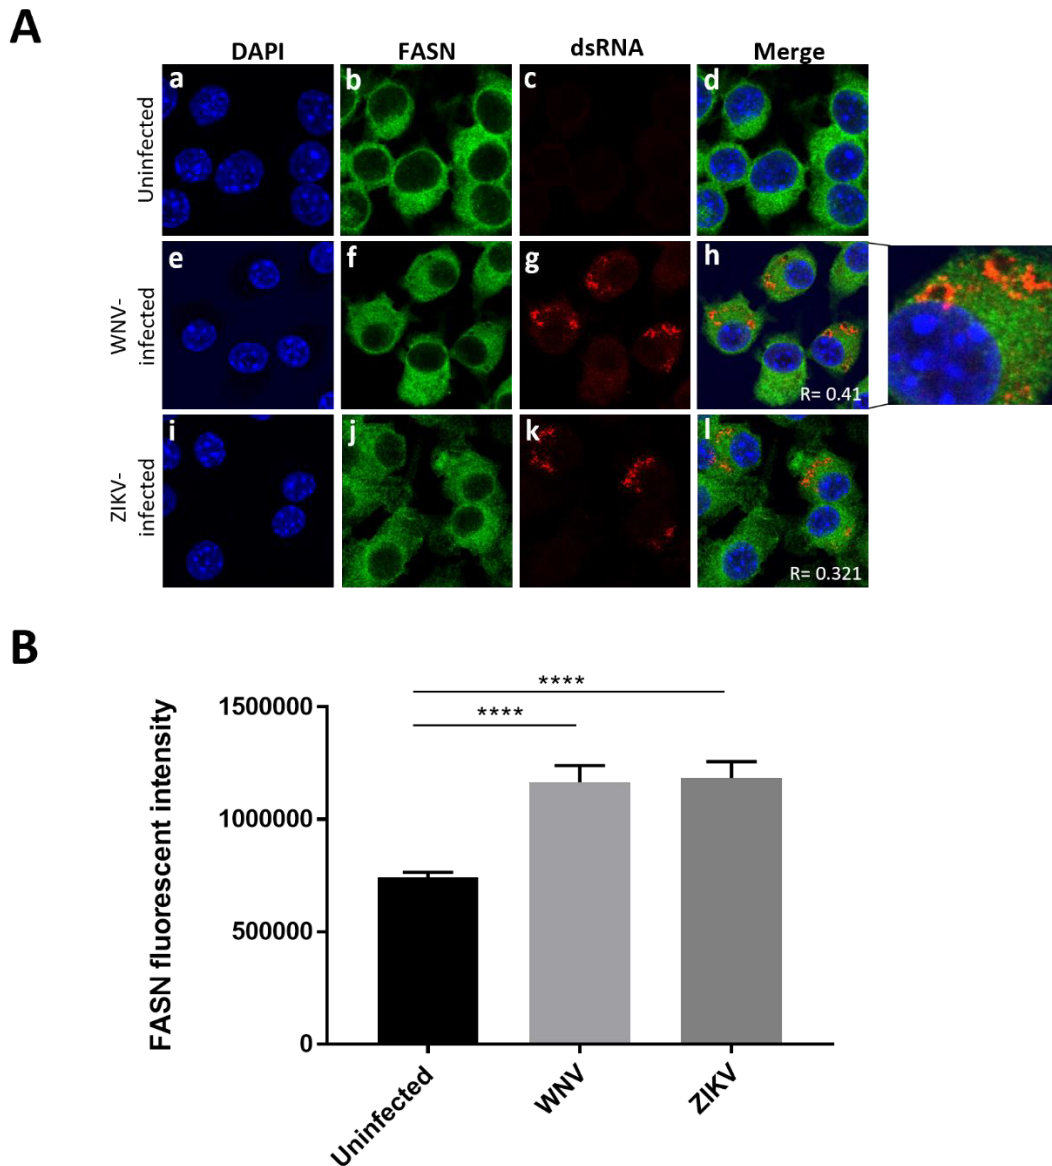 A
DAPI FASN dsRNA Merge
Uninfected
a b c d
WNV-
infected
e f g h
R= 0.41
ZIKV-
infected
i j k l
R= 0.321
B
FASN fluorescent intensity
****
****
1500000
1000000
500000
0
Uninfected WNV ZIKV